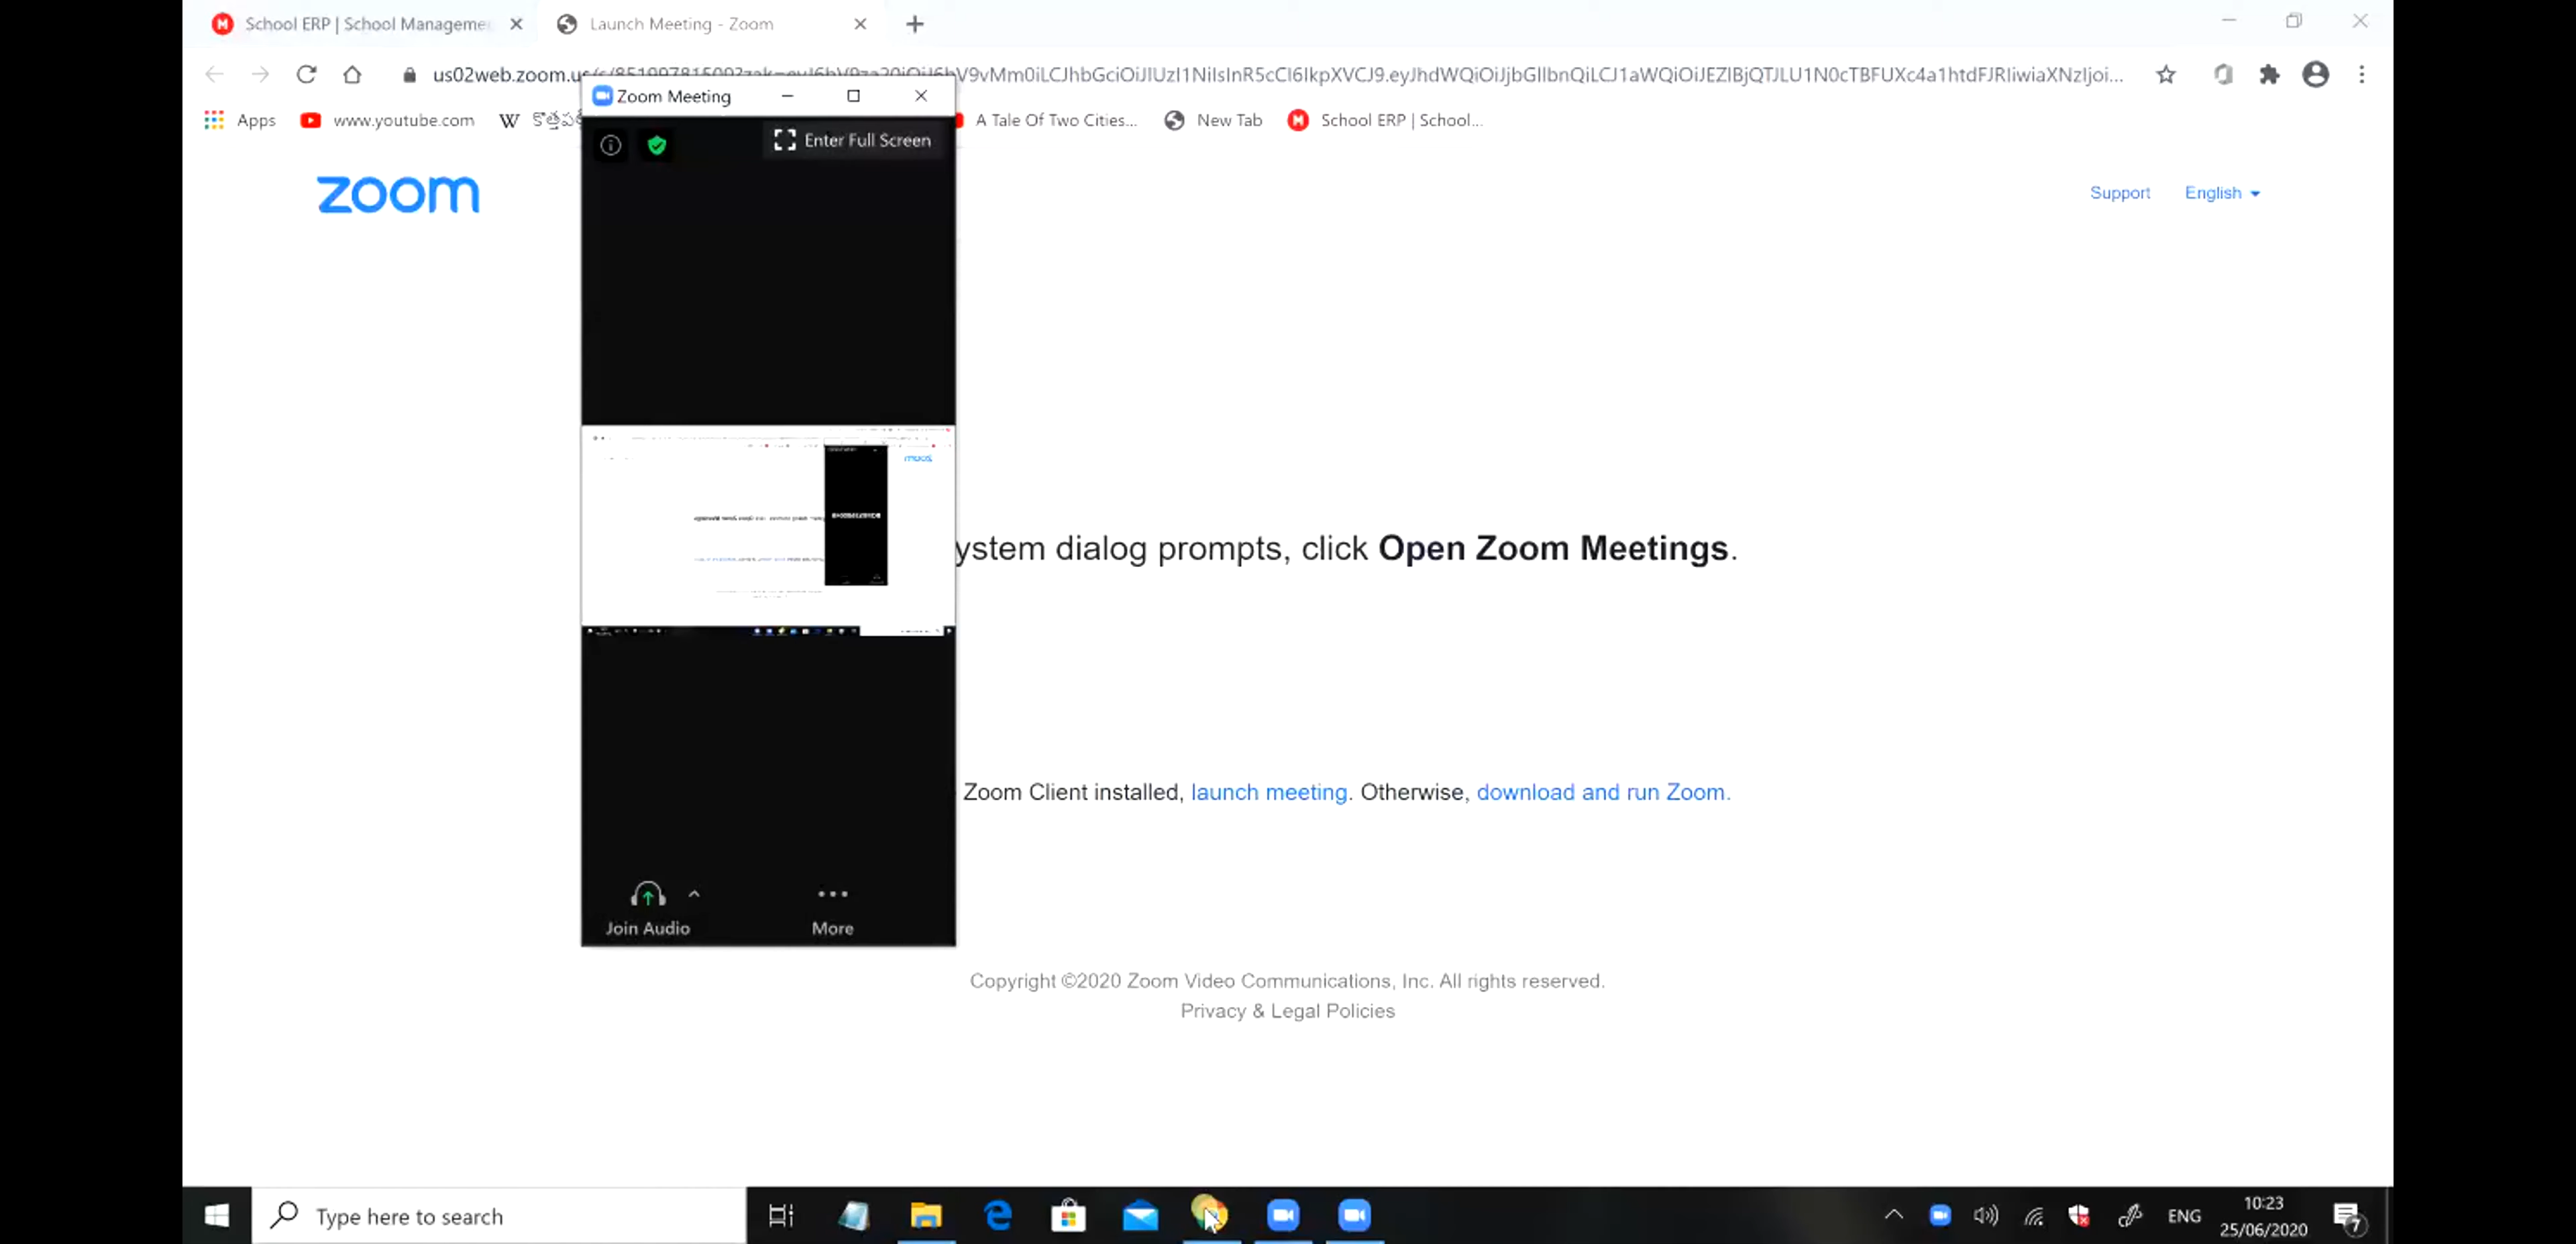 School ERP | School Manageme
Launch Meeting - Zoom
Zoom Meeting
Apps
www.youtube.com
A Tale Of Two Cities...
New Tab
School ERP | School...
Enter Full Screen
zoom
Support
English
ystem dialog prompts, click Open Zoom Meetings.
Zoom Client installed, launch meeting. Otherwise, download and run Zoom.
Join Audio
More
Copyright ©2020 Zoom Video Communications, Inc. All rights reserved.
Privacy & Legal Policies
Type here to search
ENG
10:23
25/06/2020
7